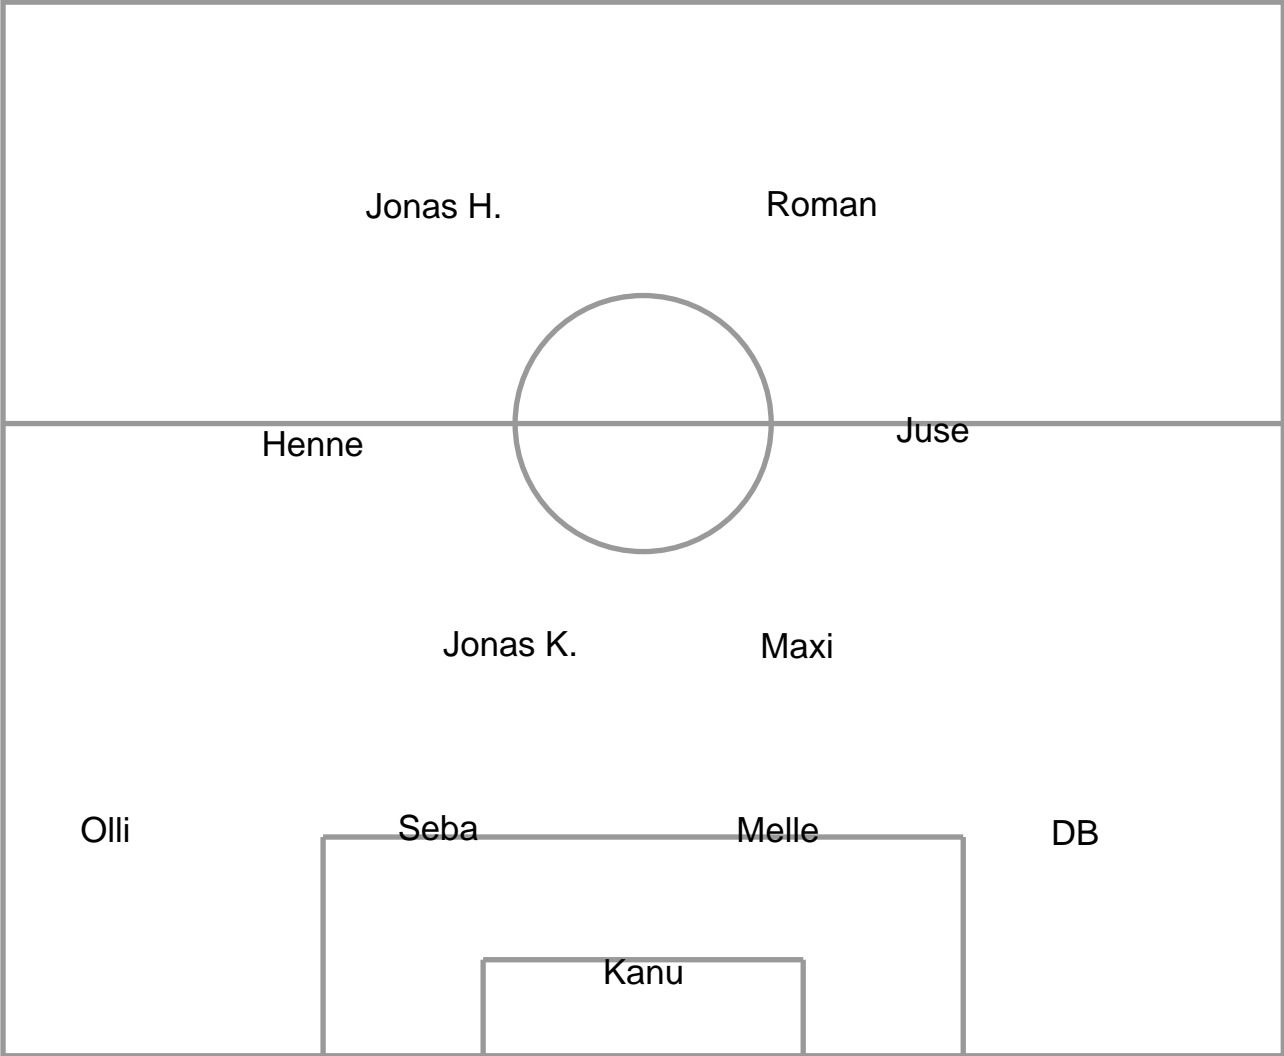 Jonas H.
Roman
Henne
Juse
Jonas K.
Maxi
Olli
Seba
Melle
DB
Kanu